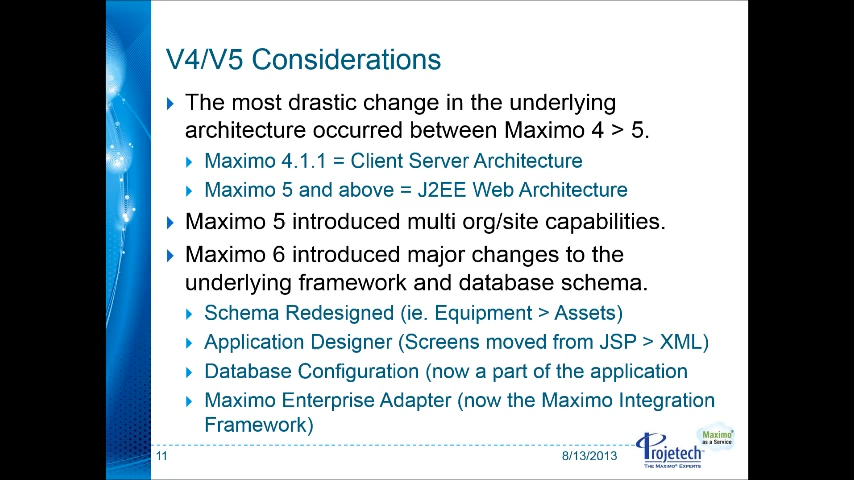 V4/V5 Considerations
The most drastic change in the underlying
architecture occurred between Maximo 4 > 5.
Maximo 4.1.1 = Client Server Architecture
Maximo 5 and above = J2EE Web Architecture
Maximo 5 introduced multi org/site capabilities.
Maximo 6 introduced major changes to the
underlying framework and database schema.
Schema Redesigned (ie. Equipment > Assets)
Application Designer (Screens moved from JSP > XML)
Database Configuration (now a part of the application
Maximo Enterprise Adapter (now the Maximo Integration
Framework)
11
8/13/2013
Projetech
THE MAXIMO EXPERTS
Maximo
as a Service